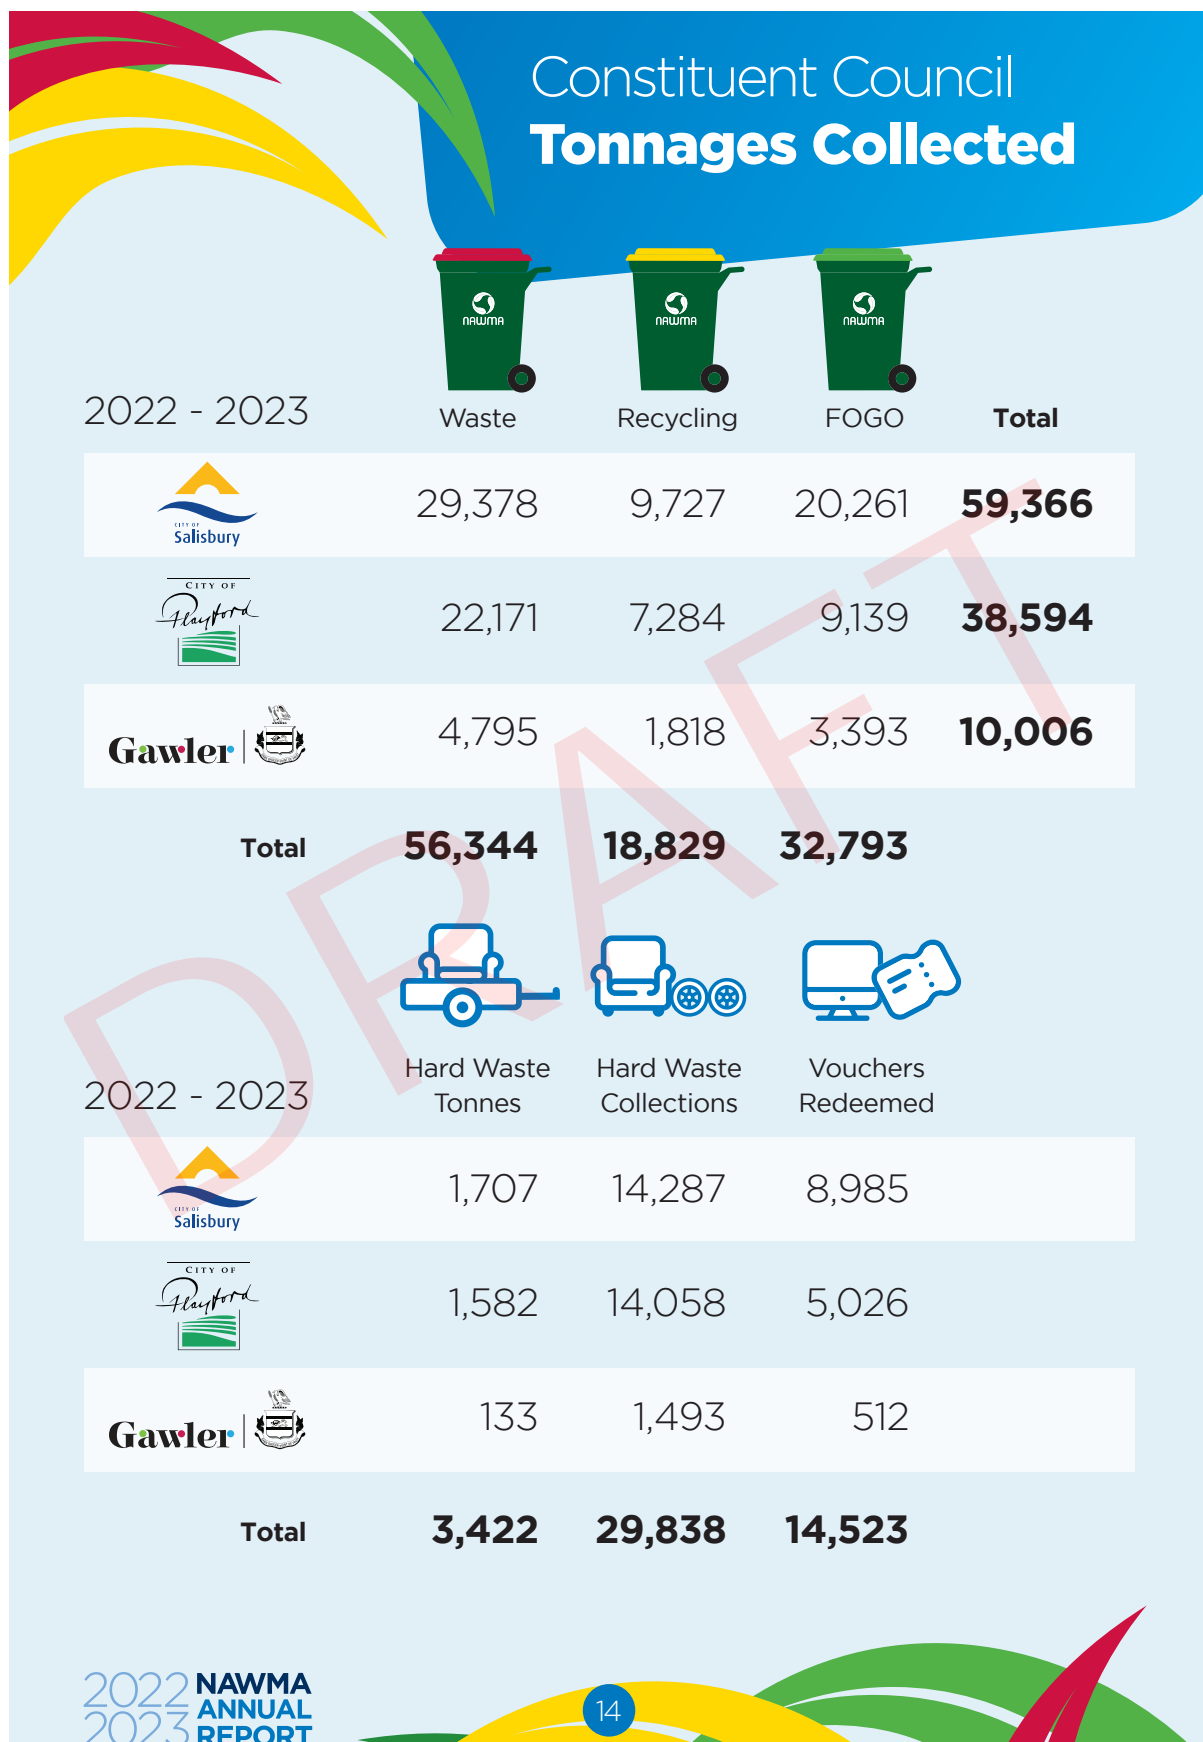 Constituent Council
Tonnages Collected
NAWMA NAWMA NAWMA
2022 - 2023 Waste Recycling FOGO Total
CITY OF
Salisbury
29,378 9,727 20,261 59,366
CITY OF
Playford
22,171 7,284 9,139 38,594
Gawler 4,795 1,818 3,393 10,006
Total 56,344 18,829 32,793
DRAFT
2022 - 2023
Hard Waste Tonnes
Hard Waste Collections
Vouchers Redeemed
CITY OF
Salisbury
1,707 14,287 8,985
CITY OF
Playford
1,582 14,058 5,026
Gawler 133 1,493 512
Total 3,422 29,838 14,523
2022 NAWMA
ANNUAL
2023 REPORT
14